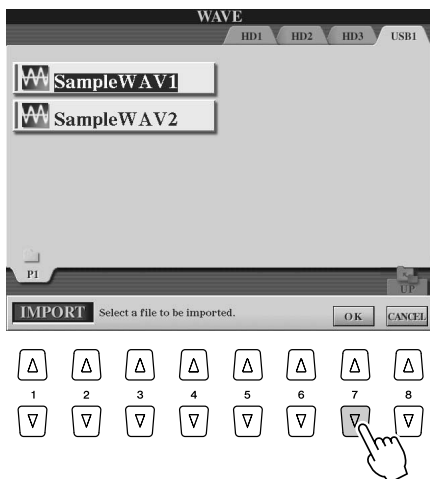 WAVE
HD1 HD2 HD3 USB1
SampleWAV1
SampleWAV2
P1
UP
IMPORT Select a file to be imported. OK CANCEL
1 2 3 4 5 6 7 8